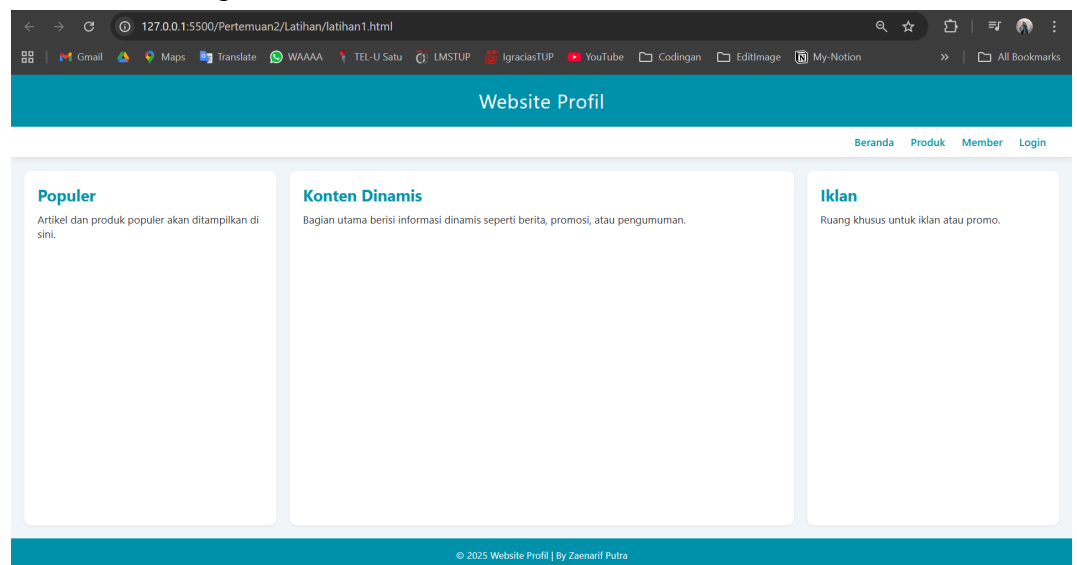 127.0.0.1:5500/Pertemuan2/Latihan/latihan1.html
Gmail Maps Translate WAAAA TEL-U Satu LMSTUP IgraciasTUP YouTube Codingan EditImage My-Notion » All Bookmarks
Website Profil
Beranda Produk Member Login
Populer
Artikel dan produk populer akan ditampilkan di
sini.
Konten Dinamis
Bagian utama berisi informasi dinamis seperti berita, promosi, atau pengumuman.
Iklan
Ruang khusus untuk iklan atau promo.
© 2025 Website Profil | By Zaenarif Putra